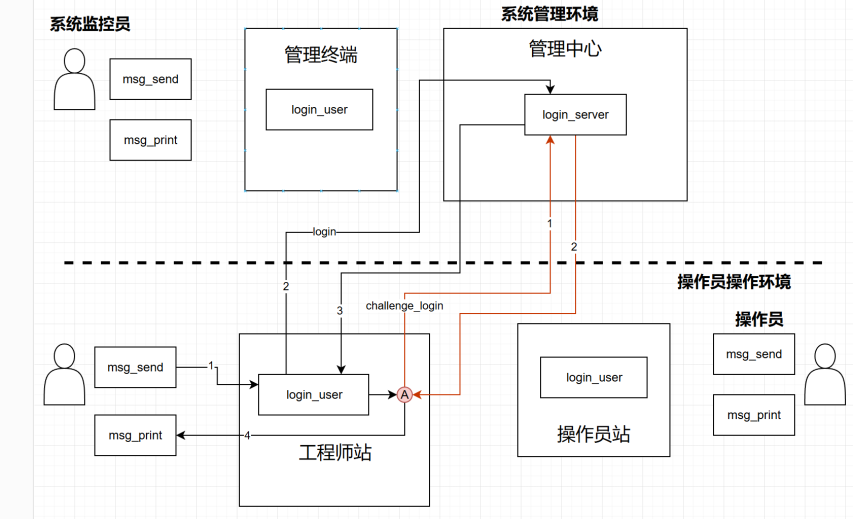 系统管理环境
系统监控员
管理终端
管理中心
msg_send
login_user
login_server
msg_print
1
login
2
操作员操作环境
2
3
challenge_login
操作员
msg_send
msg_send
1
login_user
login_user
A
msg_print
msg_print
4
操作员站
工程师站